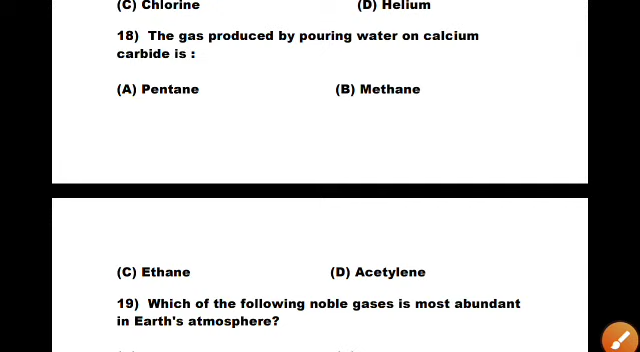 (C) Chlorine (D) Helium
18) The gas produced by pouring water on calcium
carbide is :
(A) Pentane (B) Methane
(C) Ethane (D) Acetylene
19) Which of the following noble gases is most abundant
in Earth's atmosphere?